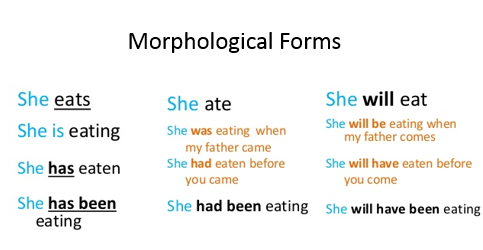 Morphological Forms
She eats
She is eating
She has eaten
She has been
eating
She ate
She was eating when
my father came
She had eaten before
you came
She had been eating
She will eat
She will be eating when
my father comes
She will have eaten before
you come
She will have been eating